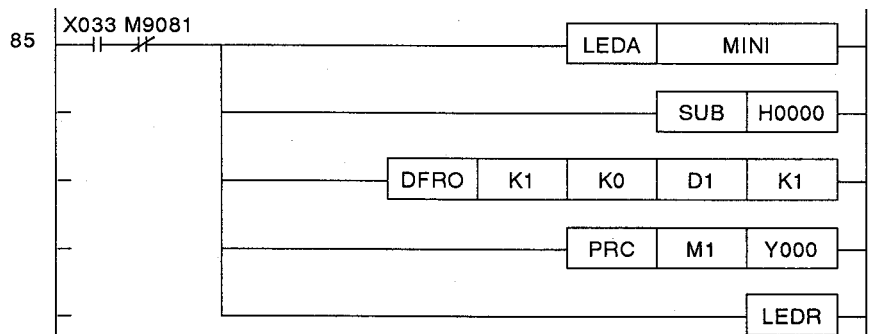 X033 M9081
85 LEDA MINI
SUB H0000
DFRO K1 K0 D1 K1
PRC M1 Y000
LEDR